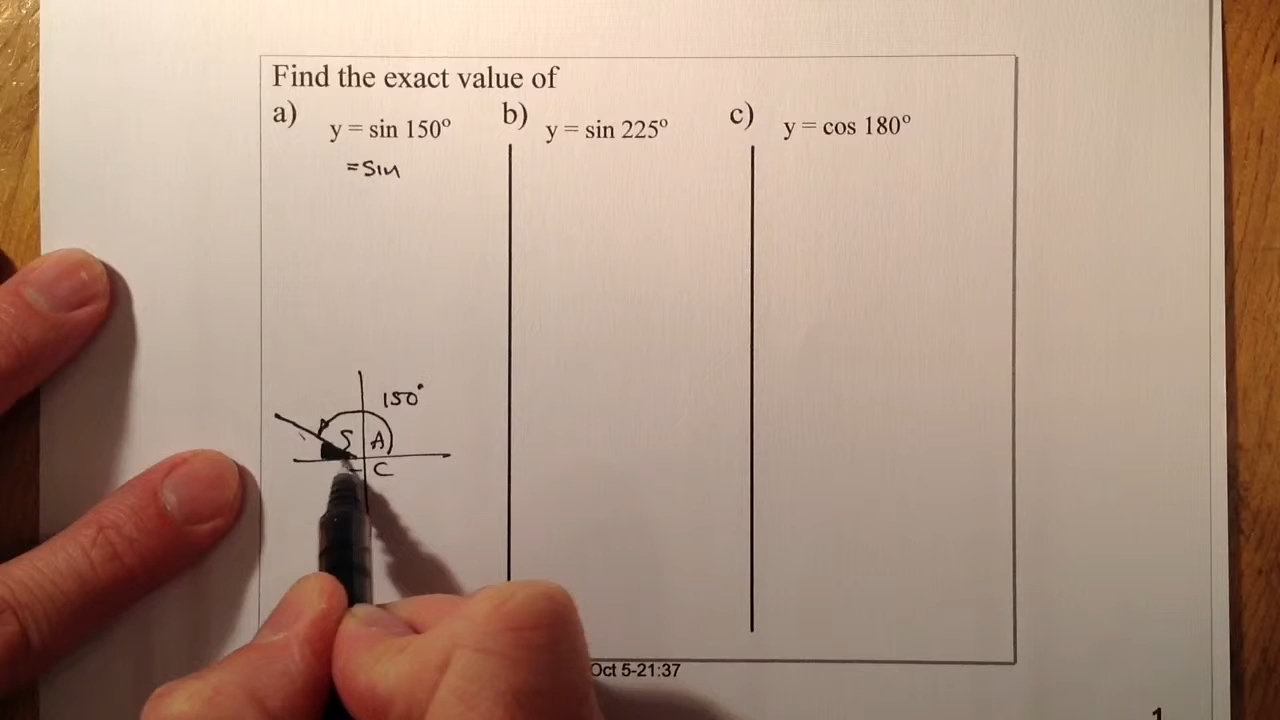 Find the exact value of
a) y = sin 150° b) y = sin 225° c) y = cos 180°
= Sin
150°
S A
C
Oct 5-21:37
1